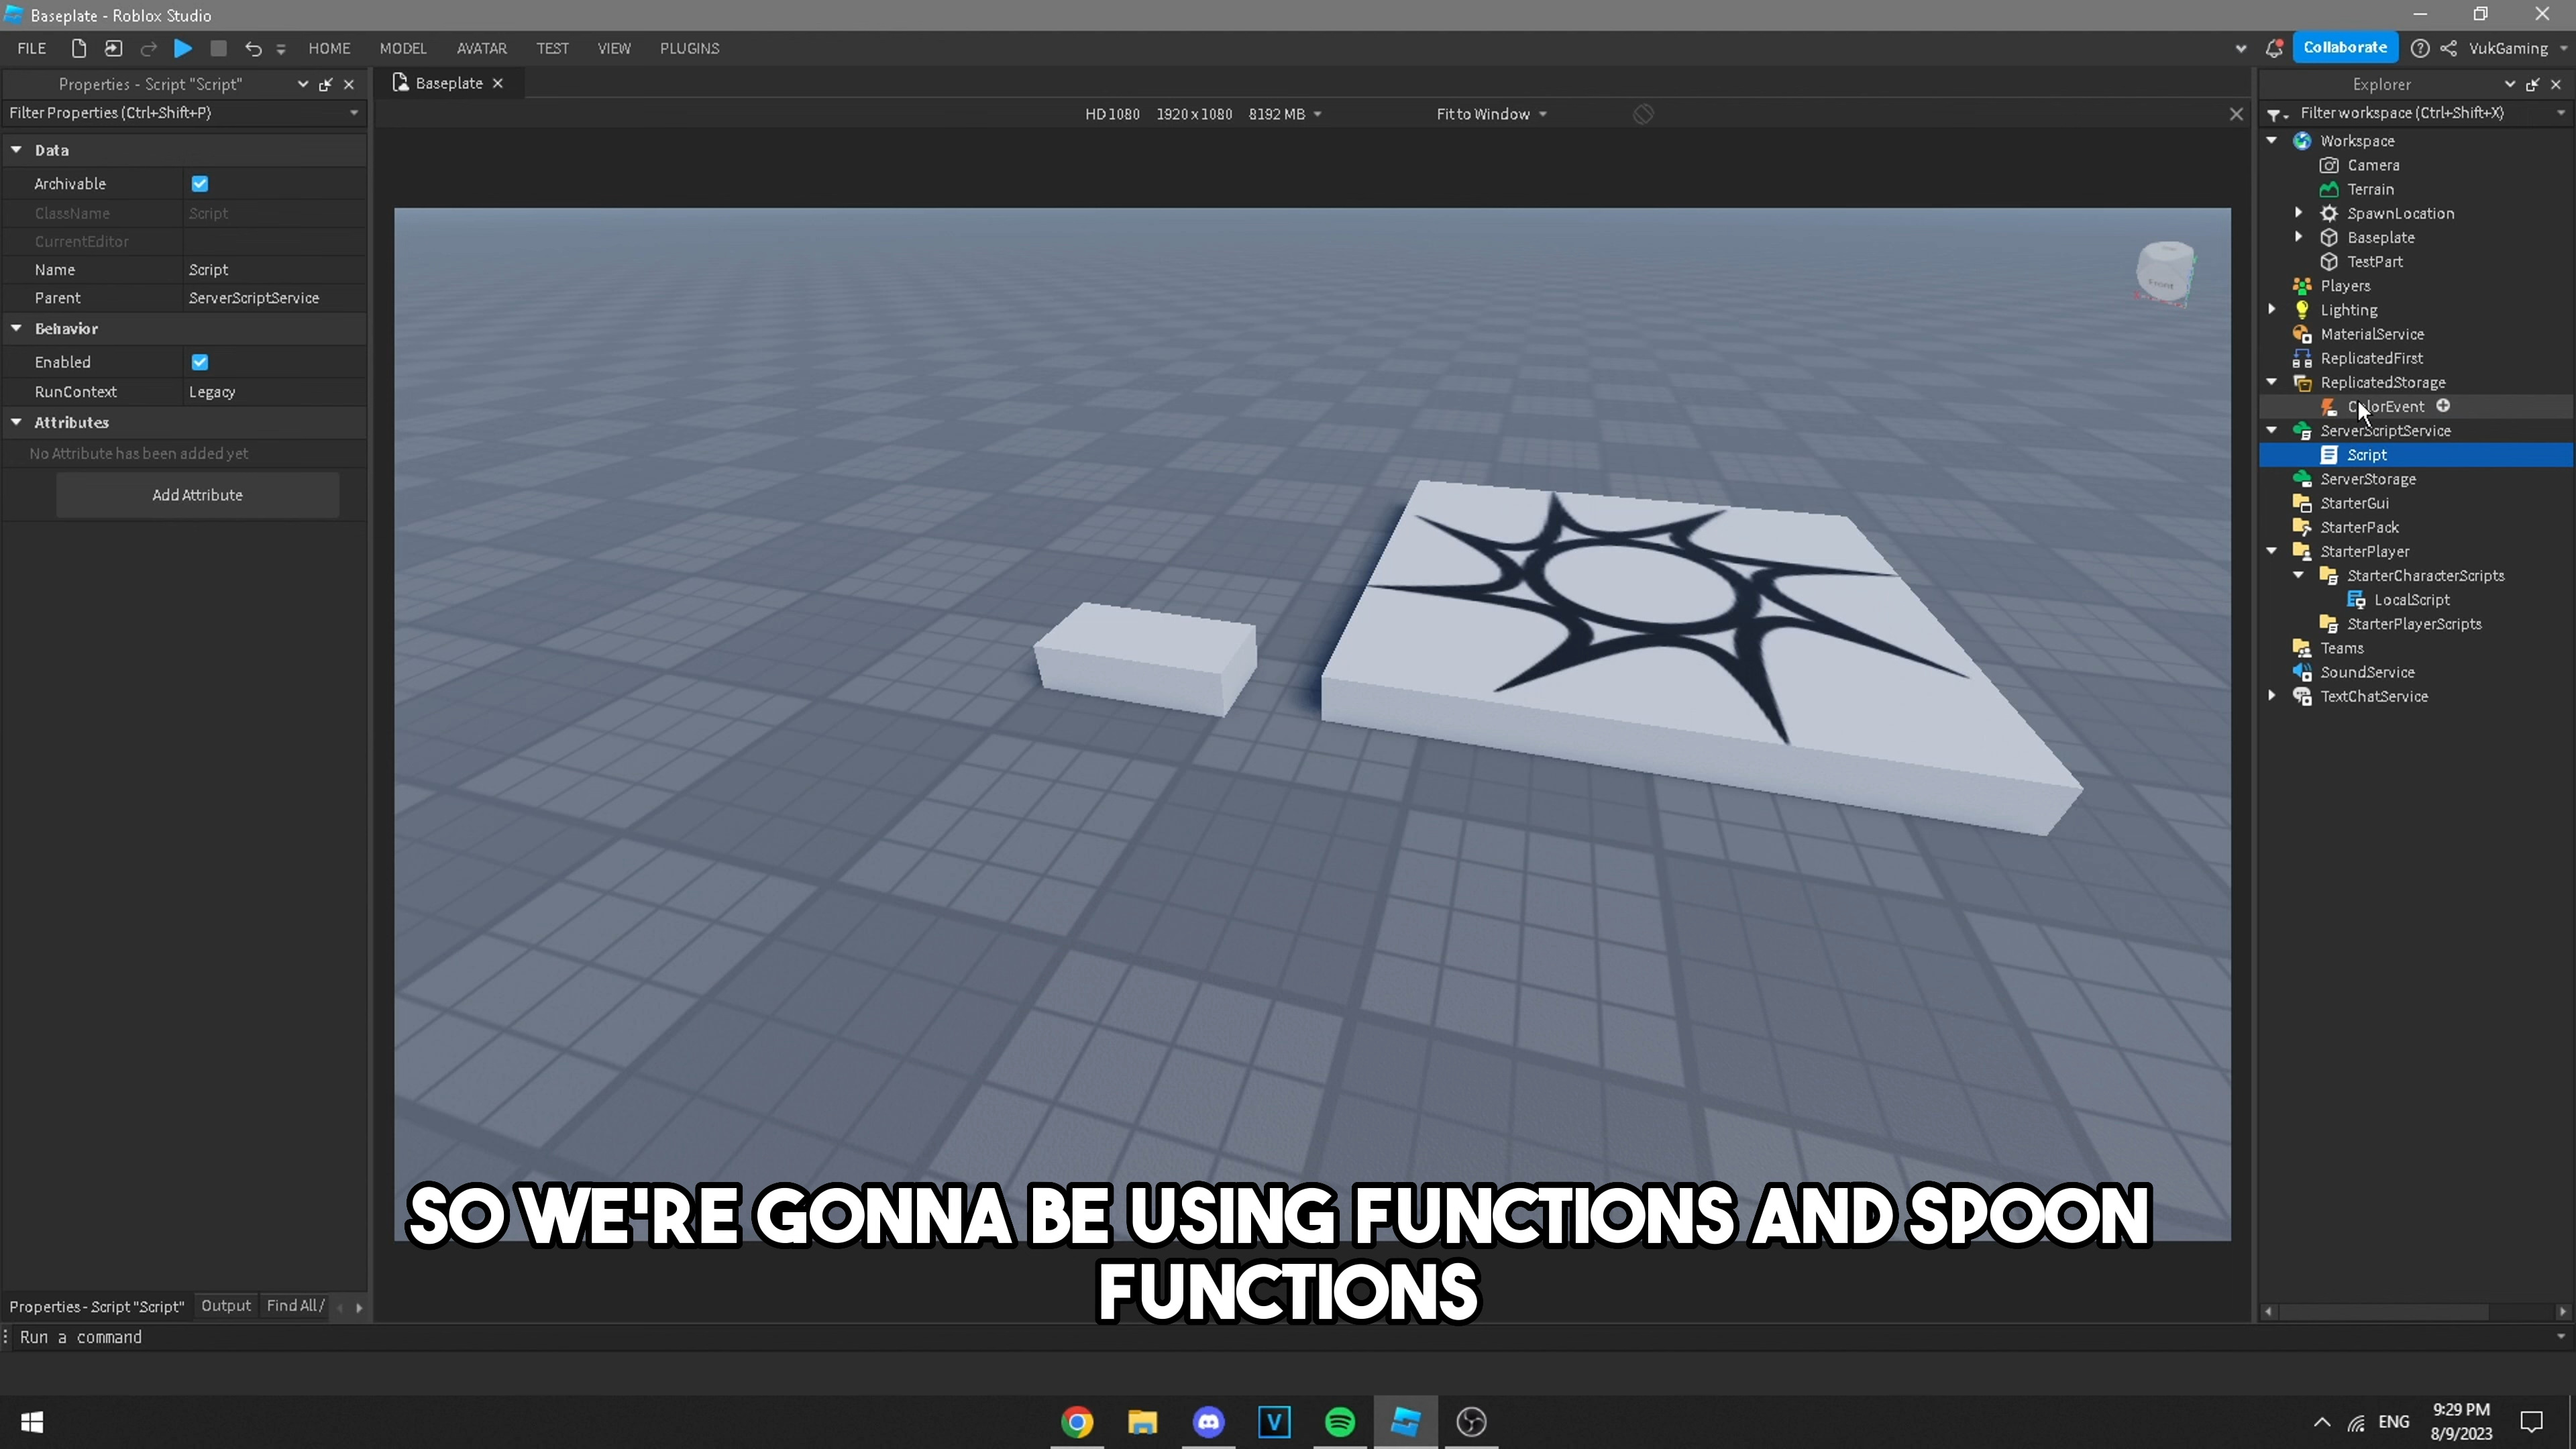 Baseplate - Roblox Studio
FILE HOME MODEL AVATAR TEST VIEW PLUGINS Collaborate VukGaming
Properties - Script "Script"
Filter Properties (Ctrl+Shift+P)
Data
Archivable
ClassName Script
CurrentEditor
Name Script
Parent ServerScriptService
Behavior
Enabled
RunContext Legacy
Attributes
No Attribute has been added yet
Add Attribute
Baseplate
HD 1080 1920 x 1080 8192 MB Fit to Window
Front
SO WE'RE GONNA BE USING FUNCTIONS AND SPOON
FUNCTIONS
Explorer
Filter workspace (Ctrl+Shift+X)
Workspace
Camera
Terrain
SpawnLocation
Baseplate
TestPart
Players
Lighting
MaterialService
ReplicatedFirst
ReplicatedStorage
ColorEvent
ServerScriptService
Script
ServerStorage
StarterGui
StarterPack
StarterPlayer
StarterCharacterScripts
LocalScript
StarterPlayerScripts
Teams
SoundService
TextChatService
Properties - Script "Script" Output Find All /
Run a command
V
ENG
9:29 PM
8/9/2023